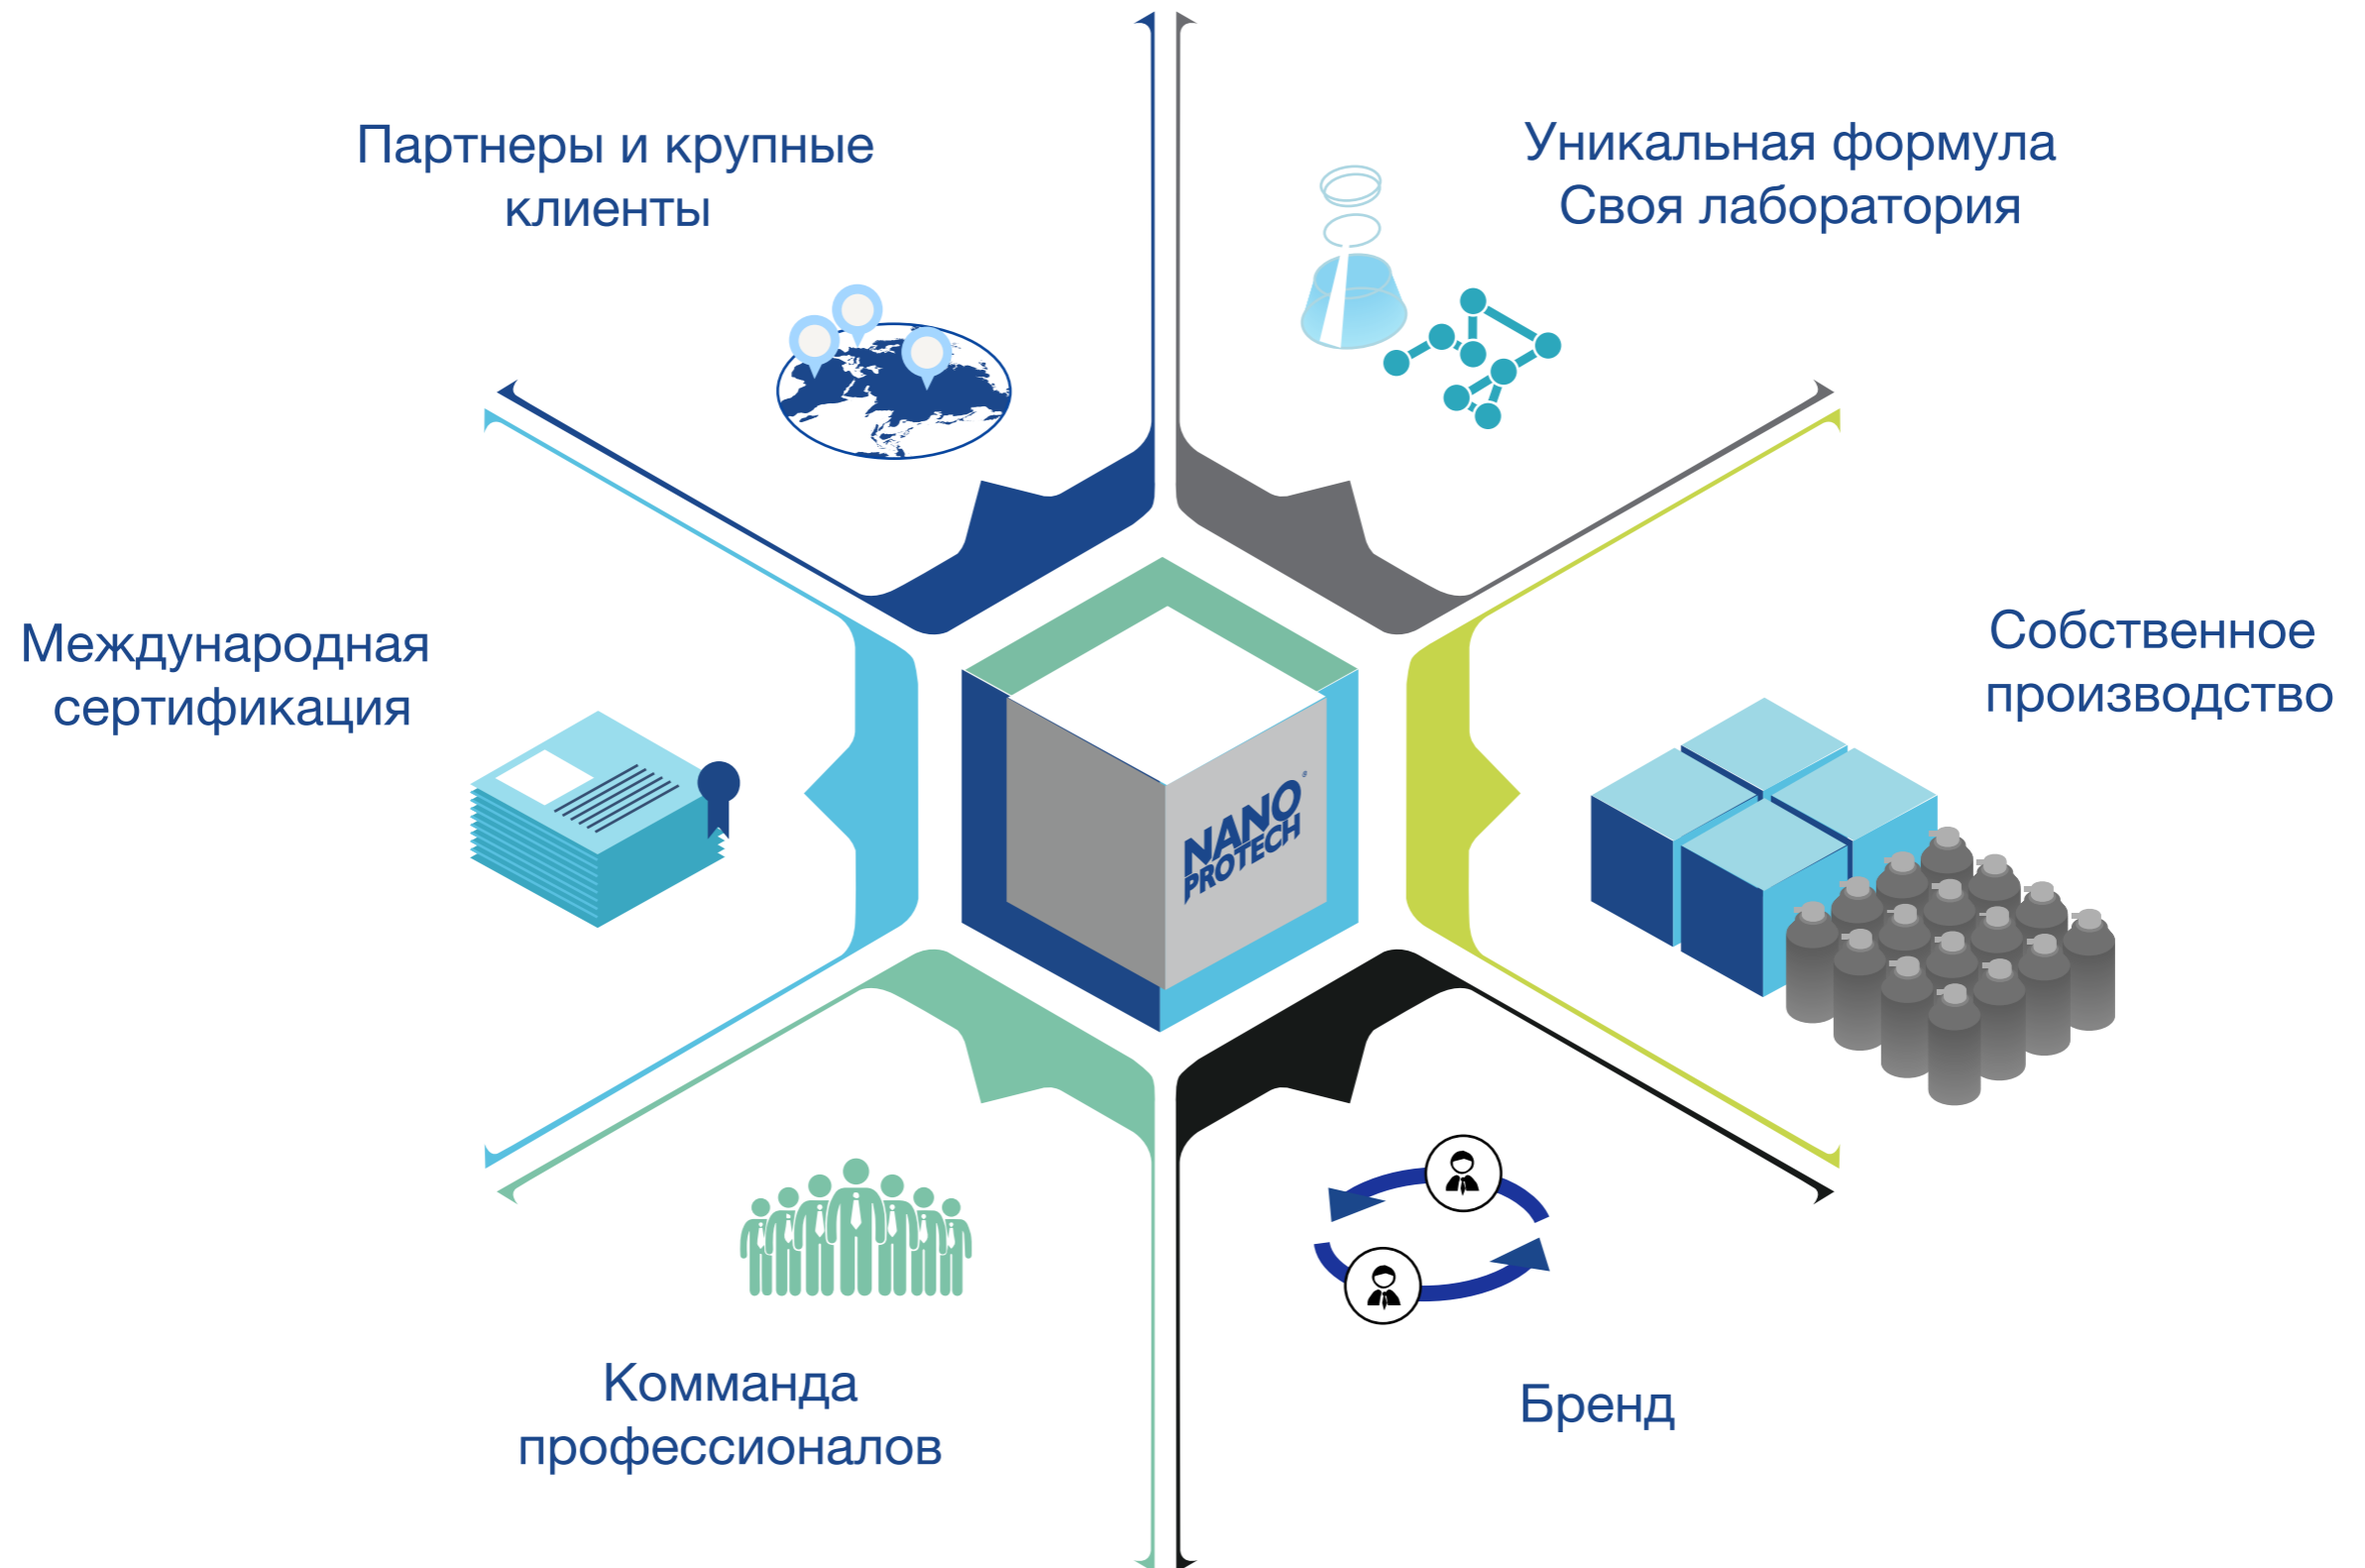 Партнеры и крупные
клиенты
Уникальная формула
Своя лаборатория
Международная
сертификация
Собственное
производство
NANO®
PROTECH
Комманда
профессионалов
Бренд